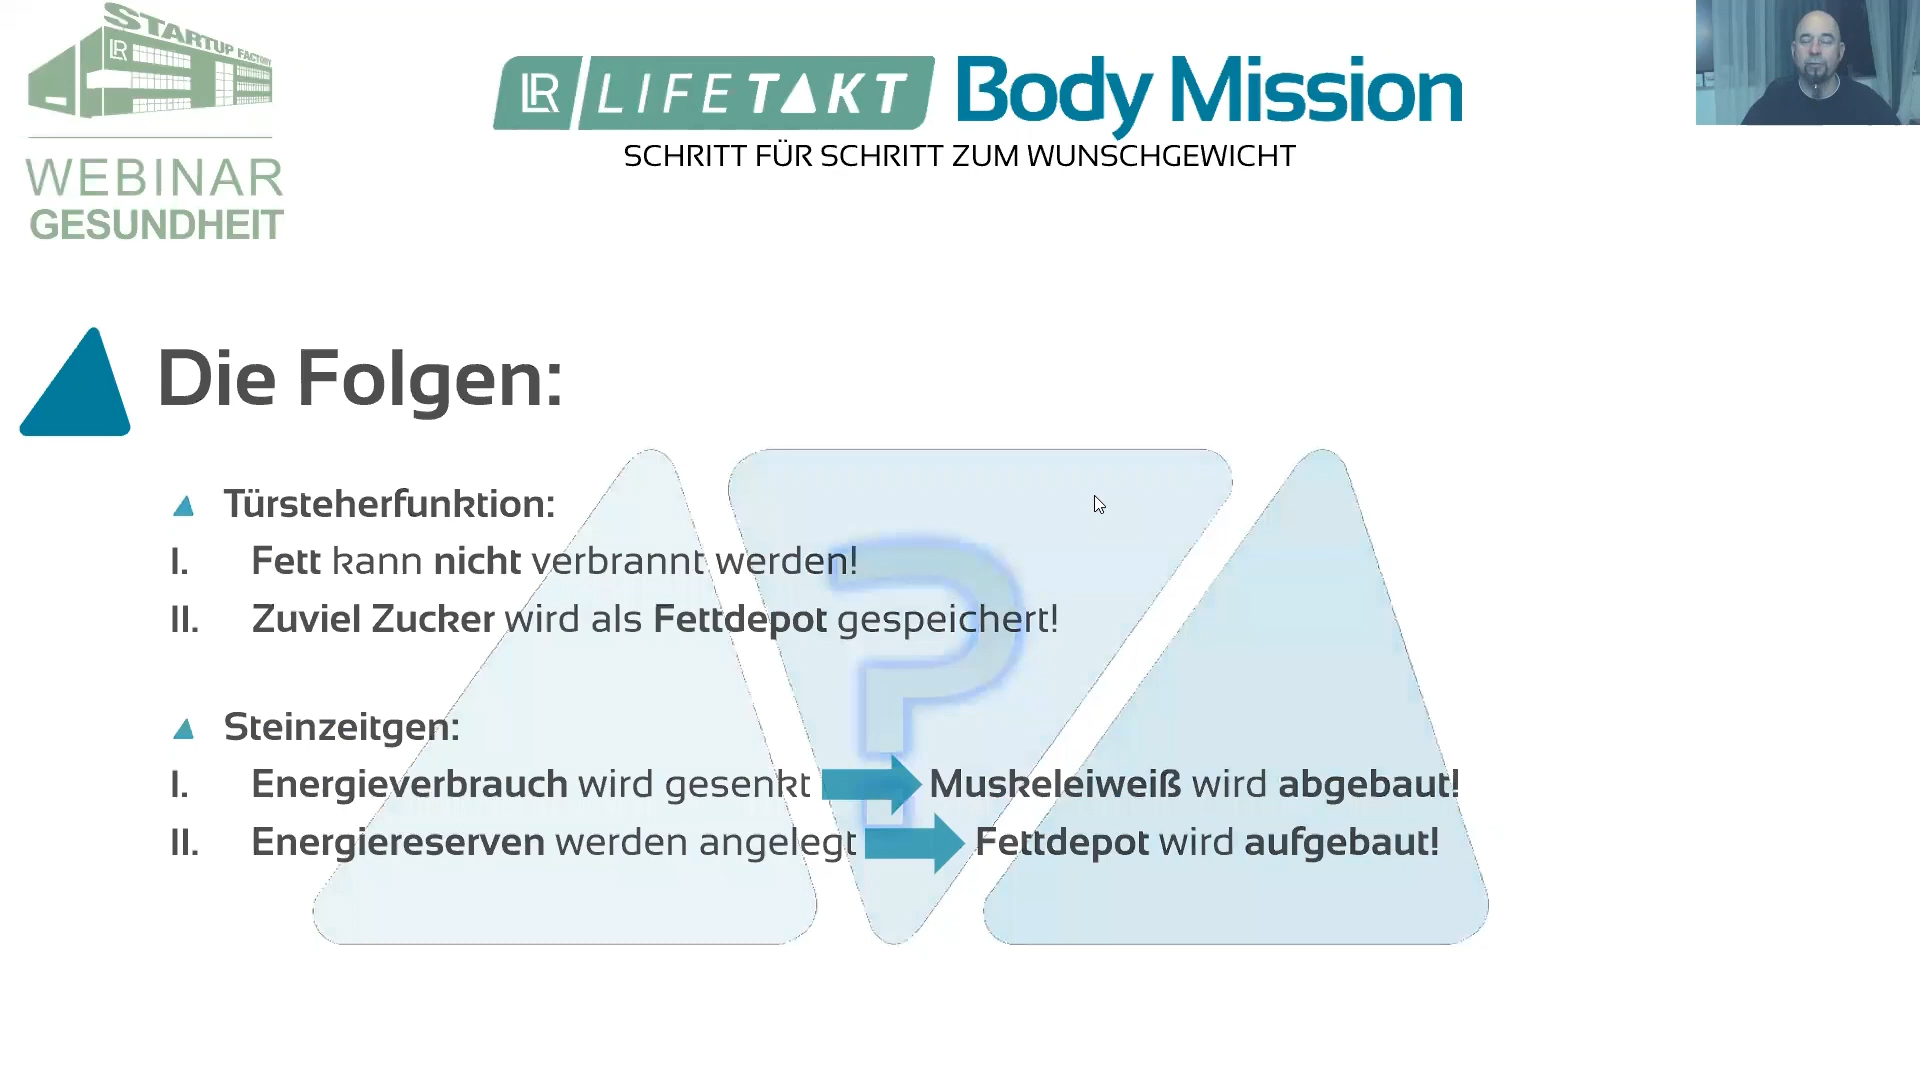 STARTUP FACTORY
LR
WEBINAR
GESUNDHEIT
LR LIFETAKT Body Mission
SCHRITT FÜR SCHRITT ZUM WUNSCHGEWICHT
Die Folgen:
Türsteherfunktion:
I. Fett kann nicht verbrannt werden!
II. Zuviel Zucker wird als Fettdepot gespeichert!
Steinzeitgen:
I. Energieverbrauch wird gesenkt Muskeleiweiß wird abgebaut!
II. Energiereserven werden angelegt Fettdepot wird aufgebaut!
?